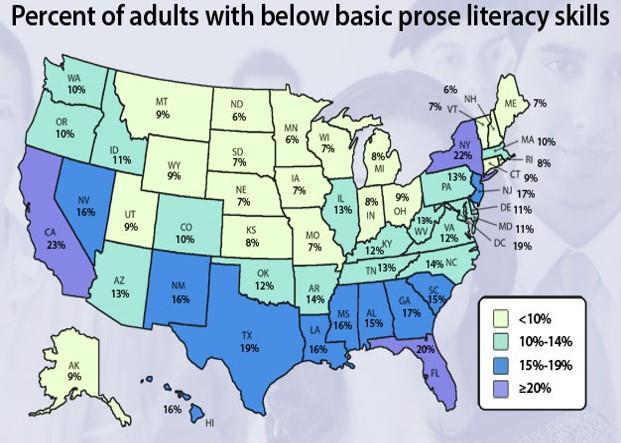 Percent of adults with below basic prose literacy skills
WA
10%
OR
10%
ID
11%
MT
9%
WY
9%
ND
6%
SD
7%
NE
7%
KS
8%
MN
6%
IA
7%
MO
7%
WI
7%
8%
MI
IL
13%
8%
IN
9%
OH
6%
NH
7% VT
ME 7%
MA 10%
RI 8%
CT 9%
NJ 17%
DE 11%
MD 11%
DC 19%
NY
22%
13%
PA
13%
WV
VA
12%
12% KY
TN 13%
14% NC
SC
15%
GA
17%
AL
15%
MS
16%
LA
16%
AR
14%
OK
12%
TX
19%
NM
16%
CO
10%
UT
9%
NV
16%
CA
23%
AZ
13%
20%
FL
AK
9%
16%
HI
<10%
10%-14%
15%-19%
≥20%